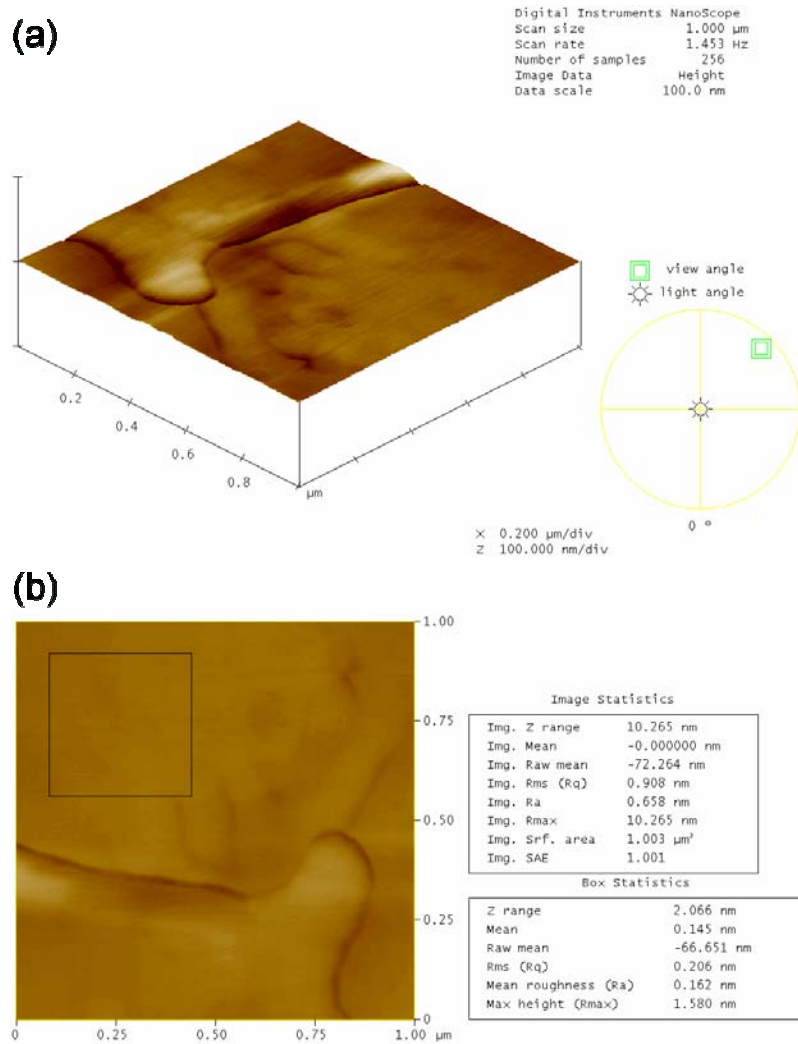 (a)
Digital Instruments NanoScope
Scan size 1.000 µm
Scan rate 1.453 Hz
Number of samples 256
Image Data Height
Data scale 100.0 nm
view angle
light angle
0.2
0.4
0.6
0.8
µm
0 º
X 0.200 µm/div
Z 100.000 nm/div
(b)
1.00
0.75
0.50
0.25
0
0 0.25 0.50 0.75 1.00 µm
Image Statistics
Img. Z range 10.265 nm
Img. Mean -0.000000 nm
Img. Raw mean -72.264 nm
Img. Rms (Rq) 0.908 nm
Img. Ra 0.658 nm
Img. Rmax 10.265 nm
Img. Srf. area 1.003 µm²
Img. SAE 1.001
Box Statistics
Z range 2.066 nm
Mean 0.145 nm
Raw mean -66.651 nm
Rms (Rq) 0.206 nm
Mean roughness (Ra) 0.162 nm
Max height (Rmax) 1.580 nm